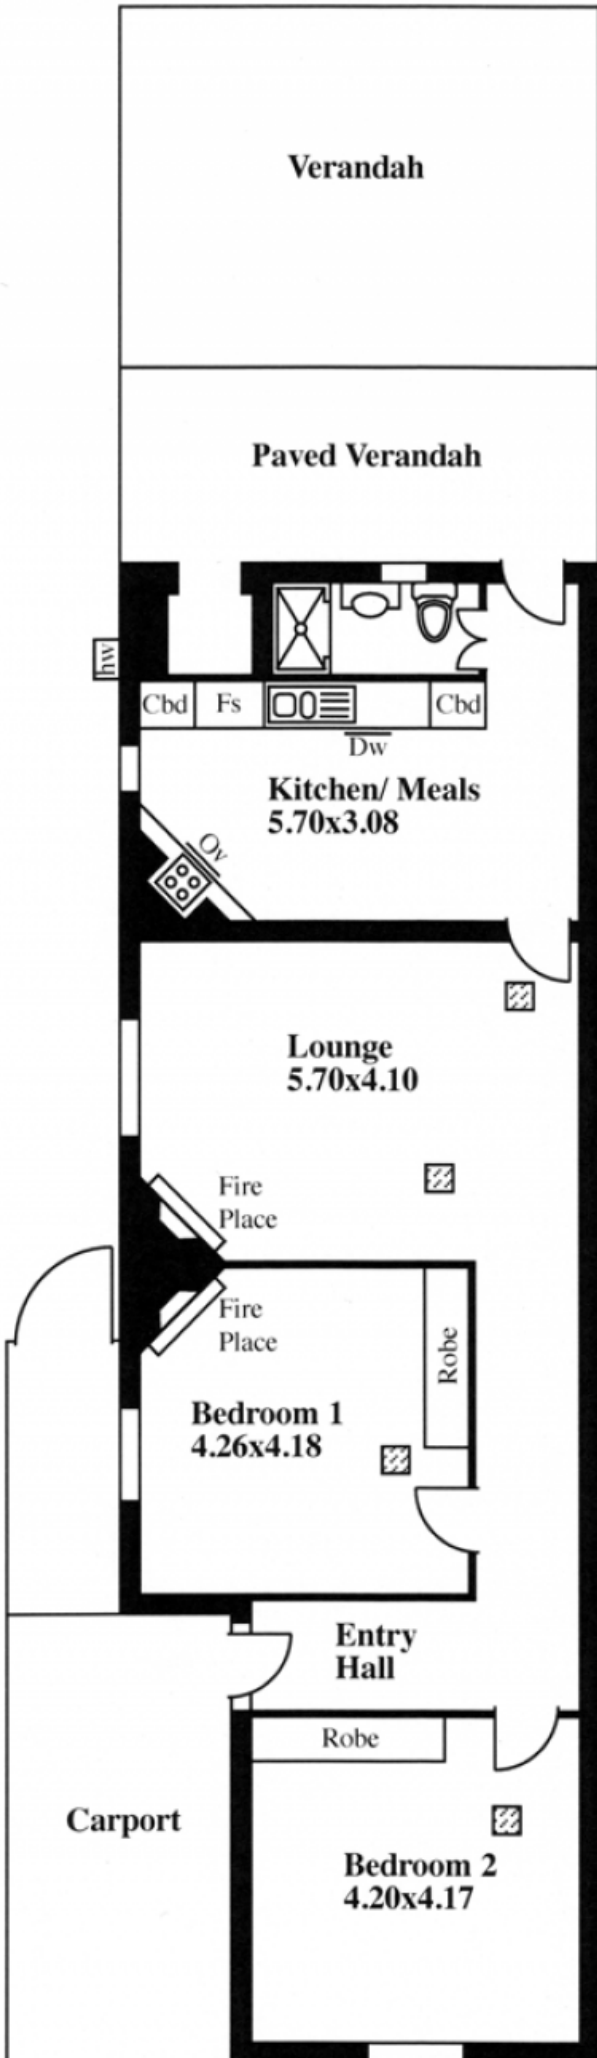 Verandah
Paved Verandah
hw
Cbd
Fs
Cbd
Dw
Kitchen/ Meals
5.70x3.08
Ov
Lounge
5.70x4.10
Fire
Place
Fire
Place
Robe
Bedroom 1
4.26x4.18
Entry
Hall
Robe
Carport
Bedroom 2
4.20x4.17